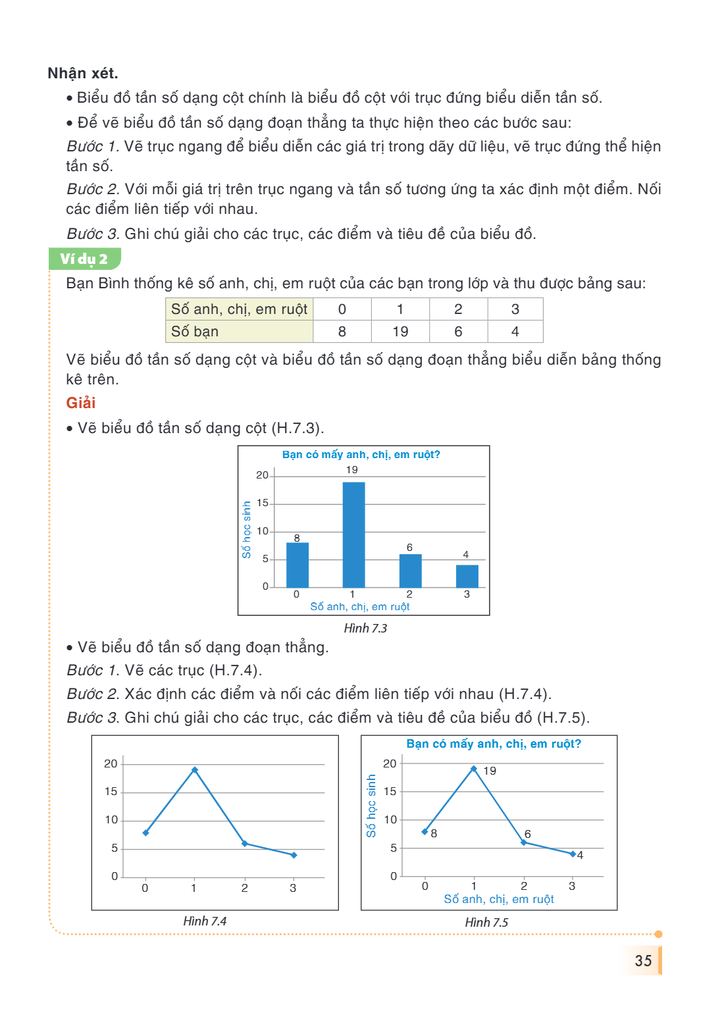 Nhận xét.
• Biểu đồ tần số dạng cột chính là biểu đồ cột với trục đứng biểu diễn tần số.
• Để vẽ biểu đồ tần số dạng đoạn thẳng ta thực hiện theo các bước sau:
Bước 1. Vẽ trục ngang để biểu diễn các giá trị trong dãy dữ liệu, vẽ trục đứng thể hiện
tần số.
Bước 2. Với mỗi giá trị trên trục ngang và tần số tương ứng ta xác định một điểm. Nối
các điểm liên tiếp với nhau.
Bước 3. Ghi chú giải cho các trục, các điểm và tiêu đề của biểu đồ.
Ví dụ 2
Bạn Bình thống kê số anh, chị, em ruột của các bạn trong lớp và thu được bảng sau:
Số anh, chị, em ruột 0 1 2 3
Số bạn 8 19 6 4
Vẽ biểu đồ tần số dạng cột và biểu đồ tần số dạng đoạn thẳng biểu diễn bảng thống
kê trên.
Giải
• Vẽ biểu đồ tần số dạng cột (H.7.3).
Bạn có mấy anh, chị, em ruột?
Số học sinh
20
15
10
5
0
8
19
6
4
0 1 2 3
Số anh, chị, em ruột
Hình 7.3
• Vẽ biểu đồ tần số dạng đoạn thẳng.
Bước 1. Vẽ các trục (H.7.4).
Bước 2. Xác định các điểm và nối các điểm liên tiếp với nhau (H.7.4).
Bước 3. Ghi chú giải cho các trục, các điểm và tiêu đề của biểu đồ (H.7.5).
20
15
10
5
0
0 1 2 3
Hình 7.4
Bạn có mấy anh, chị, em ruột?
Số học sinh
20
15
10
5
0
8
19
6
4
0 1 2 3
Số anh, chị, em ruột
Hình 7.5
35